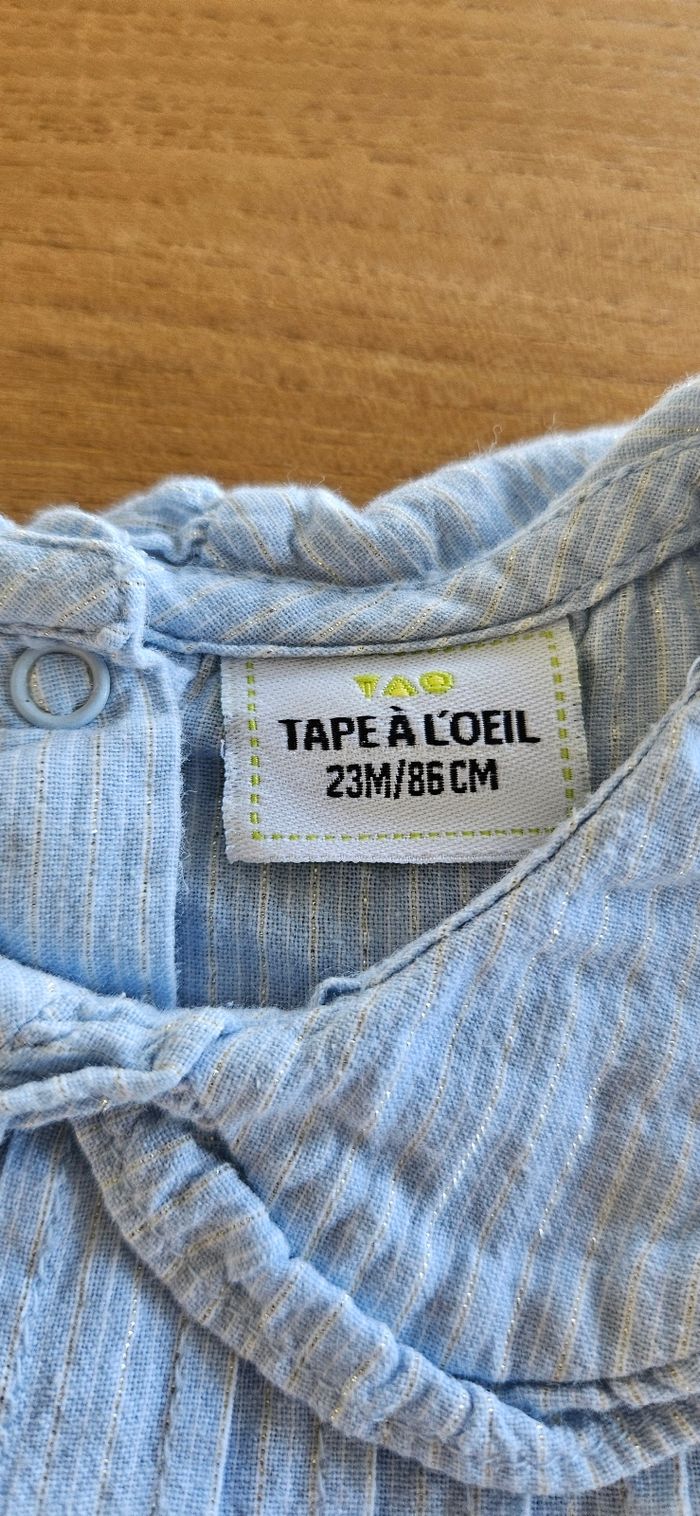 TAO
TAPE À L'OEIL
23M/86CM